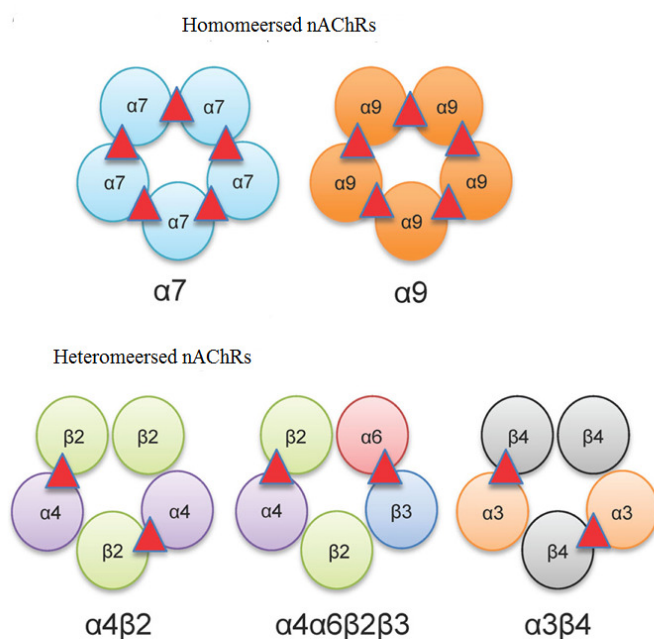 Homomeersed nAChRs
α7 α7 α9 α9
α7 α7 α9 α9
α7 α9
α7 α9
Heteromeersed nAChRs
β2 β2 β2 α6 β4 β4
α4 α4 α4 β3 α3 α3
β2 β2 β4
α4β2 α4α6β2β3 α3β4